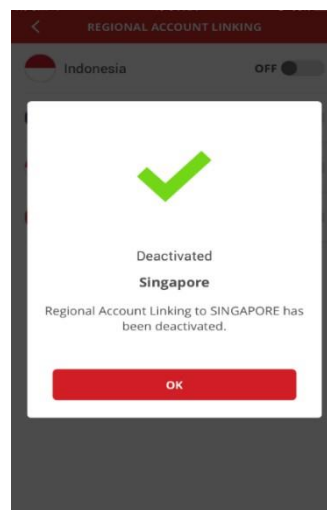 REGIONAL ACCOUNT LINKING
Indonesia
OFF
Deactivated
Singapore
Regional Account Linking to SINGAPORE has
been deactivated.
OK